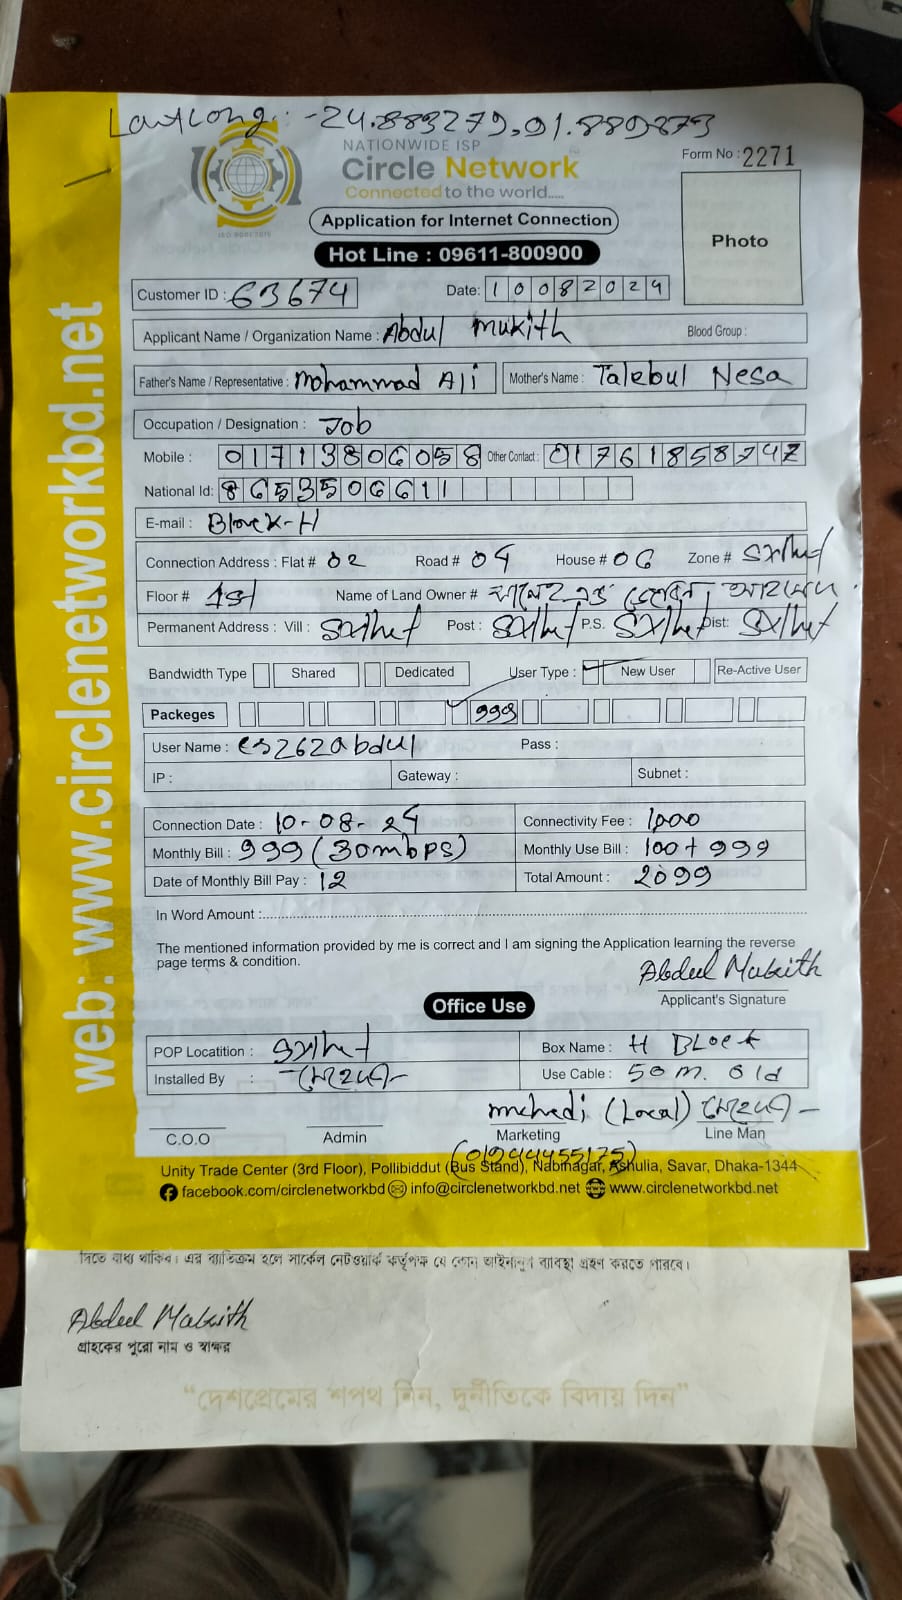 Lat Long: -24.883279, 91.889873
NATIONWIDE ISP
Circle Network
Connected to the world.....
ISO 9001:2015
Form No : 2271
Application for Internet Connection
Hot Line : 09611-800900
Photo
Customer ID : 63674 Date: 10082024
Applicant Name / Organization Name : Abdul Mukith Blood Group :
Father's Name / Representative : Mohammad Ali Mother's Name : Talebul Nesa
Occupation / Designation : Job
Mobile : 01713806058 Other Contact : 01761858742
National Id: 8653506611
E-mail : Block-H
Connection Address : Flat # 02 Road # 04 House # 06 Zone # Sylhet
Floor # 1st Name of Land Owner #
Permanent Address : Vill : Sylhet Post : Sylhet P.S. Sylhet Dist: Sylhet
Bandwidth Type Shared Dedicated User Type : New User Re-Active User
Packeges 999
User Name : cs262abdul Pass :
IP : Gateway : Subnet :
Connection Date : 10-08-24 Connectivity Fee : 1000
Monthly Bill : 999 (30mbps) Monthly Use Bill : 100+999
Date of Monthly Bill Pay : 12 Total Amount : 2099
In Word Amount :
The mentioned information provided by me is correct and I am signing the Application learning the reverse
page terms & condition.
Abdul Mukith
Applicant's Signature
Office Use
POP Locatition : Sylhet Box Name : H Block
Installed By : মেহেদী Use Cable : 50 m. old
mehedi (Local) মেহেদী
C.O.O Admin Marketing Line Man
(01944455175)
Unity Trade Center (3rd Floor), Pollibiddut (Bus Stand), Nabinagar, Ashulia, Savar, Dhaka-1344
facebook.com/circlenetworkbd info@circlenetworkbd.net www.circlenetworkbd.net
web: www.circlenetworkbd.net
দিতে বাধ্য থাকিব। এর ব্যতিক্রম হলে সার্কেল নেটওয়ার্ক কর্তৃপক্ষ যে কোন আইনানুগ ব্যবস্থা গ্রহণ করতে পারবে।
Abdul Mukith
গ্রাহকের পুরো নাম ও স্বাক্ষর
“দেশপ্রেমের শপথ নিন, দুর্নীতিকে বিদায় দিন”